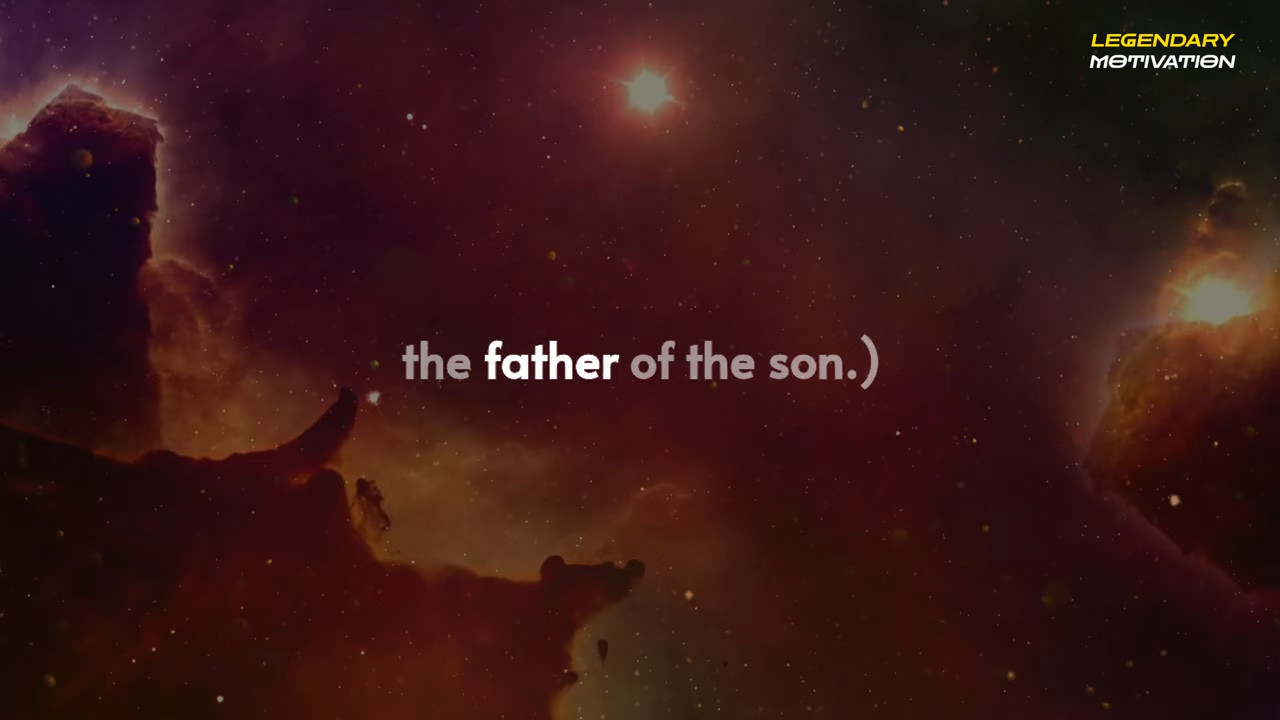 LEGENDARY
MOTIVATION
the father of the son.)